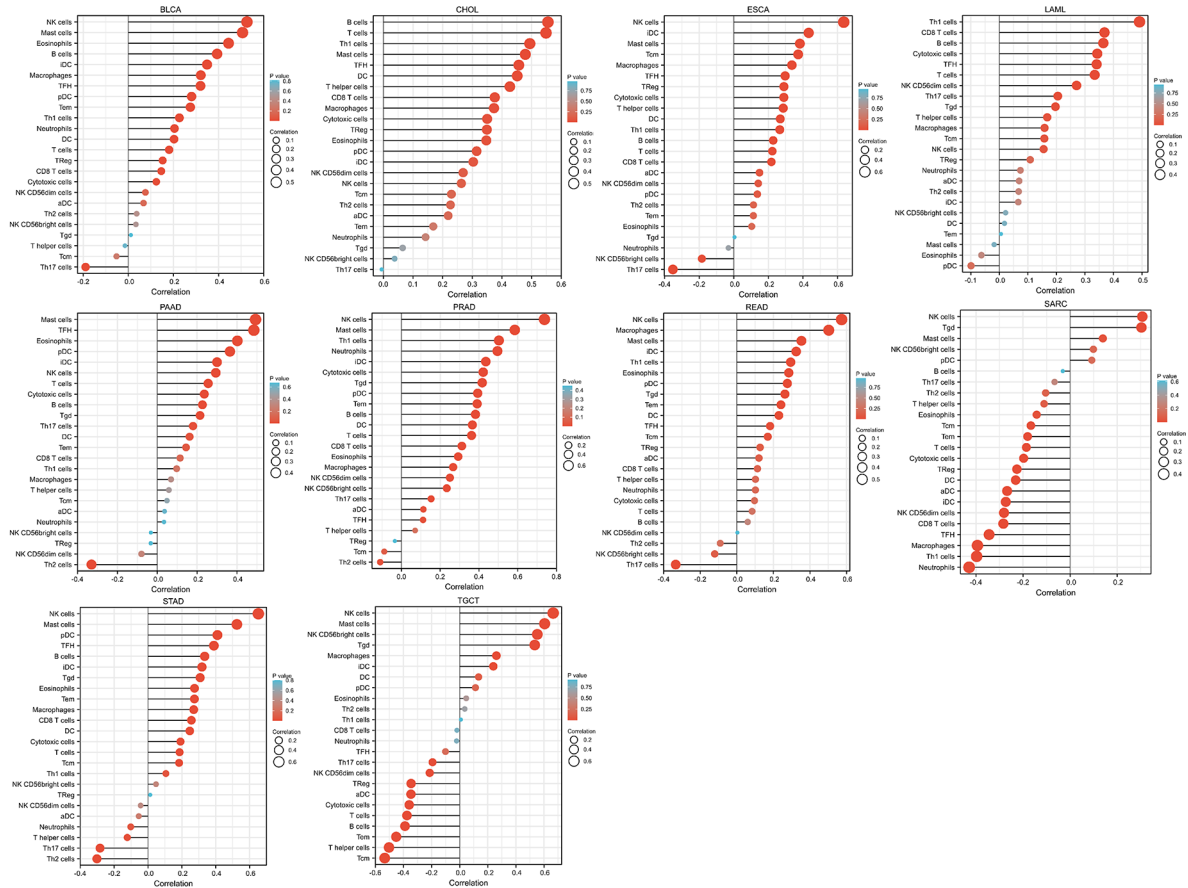 BLCA
NK cells
Mast cells
Eosinophils
B cells
iDC
Macrophages
TFH
pDC
Tem
Th1 cells
Neutrophils
DC
T cells
TReg
CD8 T cells
Cytotoxic cells
NK CD56dim cells
aDC
Th2 cells
NK CD56bright cells
Tgd
T helper cells
Tcm
Th17 cells
-0.2 0.0 0.2 0.4 0.6
Correlation
P value
0.8
0.6
0.4
0.2
Correlation
0.1
0.2
0.3
0.4
0.5
CHOL
B cells
T cells
Th1 cells
Mast cells
TFH
DC
T helper cells
CD8 T cells
Macrophages
Cytotoxic cells
TReg
Eosinophils
pDC
iDC
NK CD56dim cells
NK cells
Tcm
Th2 cells
aDC
Tem
Neutrophils
Tgd
NK CD56bright cells
Th17 cells
0.0 0.1 0.2 0.3 0.4 0.5 0.6
Correlation
P value
0.75
0.50
0.25
Correlation
0.1
0.2
0.3
0.4
0.5
ESCA
NK cells
iDC
Mast cells
Tcm
Macrophages
TFH
TReg
Cytotoxic cells
T helper cells
DC
Th1 cells
B cells
T cells
CD8 T cells
aDC
NK CD56dim cells
pDC
Th2 cells
Tem
Eosinophils
Tgd
Neutrophils
NK CD56bright cells
Th17 cells
-0.4 -0.2 0.0 0.2 0.4 0.6
Correlation
P value
0.75
0.50
0.25
Correlation
0.2
0.4
0.6
LAML
Th1 cells
CD8 T cells
B cells
Cytotoxic cells
TFH
T cells
NK CD56dim cells
Th17 cells
Tgd
T helper cells
Macrophages
Tcm
NK cells
TReg
Neutrophils
aDC
Th2 cells
iDC
NK CD56bright cells
DC
Tem
Mast cells
Eosinophils
pDC
-0.1 0.0 0.1 0.2 0.3 0.4 0.5
Correlation
P value
0.75
0.50
0.25
Correlation
0.1
0.2
0.3
0.4
PAAD
Mast cells
TFH
Eosinophils
pDC
iDC
NK cells
T cells
Cytotoxic cells
B cells
Tgd
Th17 cells
DC
Tem
CD8 T cells
Th1 cells
Macrophages
T helper cells
Tcm
aDC
Neutrophils
NK CD56bright cells
TReg
NK CD56dim cells
Th2 cells
-0.4 -0.2 0.0 0.2 0.4
Correlation
P value
0.6
0.4
0.2
Correlation
0.1
0.2
0.3
0.4
PRAD
NK cells
Mast cells
Th1 cells
Neutrophils
iDC
Cytotoxic cells
Tgd
pDC
Tem
B cells
DC
T cells
CD8 T cells
Eosinophils
Macrophages
NK CD56dim cells
NK CD56bright cells
Th17 cells
aDC
TFH
T helper cells
TReg
Tcm
Th2 cells
0.0 0.2 0.4 0.6 0.8
Correlation
P value
0.4
0.3
0.2
0.1
Correlation
0.2
0.4
0.6
READ
NK cells
Macrophages
Mast cells
iDC
Th1 cells
Eosinophils
pDC
Tgd
Tem
DC
TFH
Tcm
TReg
aDC
CD8 T cells
T helper cells
Neutrophils
Cytotoxic cells
T cells
B cells
NK CD56dim cells
Th2 cells
NK CD56bright cells
Th17 cells
-0.4 -0.2 0.0 0.2 0.4 0.6
Correlation
P value
0.75
0.50
0.25
Correlation
0.1
0.2
0.3
0.4
0.5
SARC
NK cells
Tgd
Mast cells
NK CD56bright cells
pDC
B cells
Th17 cells
Th2 cells
T helper cells
Eosinophils
Tcm
Tem
T cells
Cytotoxic cells
TReg
DC
aDC
iDC
NK CD56dim cells
CD8 T cells
TFH
Macrophages
Th1 cells
Neutrophils
-0.4 -0.2 0.0 0.2
Correlation
P value
0.6
0.4
0.2
Correlation
0.1
0.2
0.3
0.4
STAD
NK cells
Mast cells
pDC
TFH
B cells
iDC
Tgd
Eosinophils
Tem
Macrophages
CD8 T cells
DC
Cytotoxic cells
T cells
Tcm
Th1 cells
NK CD56bright cells
TReg
NK CD56dim cells
aDC
Neutrophils
T helper cells
Th17 cells
Th2 cells
-0.4 -0.2 0.0 0.2 0.4 0.6
Correlation
P value
0.8
0.6
0.4
0.2
Correlation
0.2
0.4
0.6
TGCT
NK cells
Mast cells
NK CD56bright cells
Tgd
Macrophages
iDC
DC
pDC
Eosinophils
Th2 cells
Th1 cells
CD8 T cells
Neutrophils
TFH
Th17 cells
NK CD56dim cells
TReg
aDC
Cytotoxic cells
T cells
B cells
Tem
T helper cells
Tcm
-0.6 -0.4 -0.2 0.0 0.2 0.4 0.6
Correlation
P value
0.75
0.50
0.25
Correlation
0.2
0.4
0.6